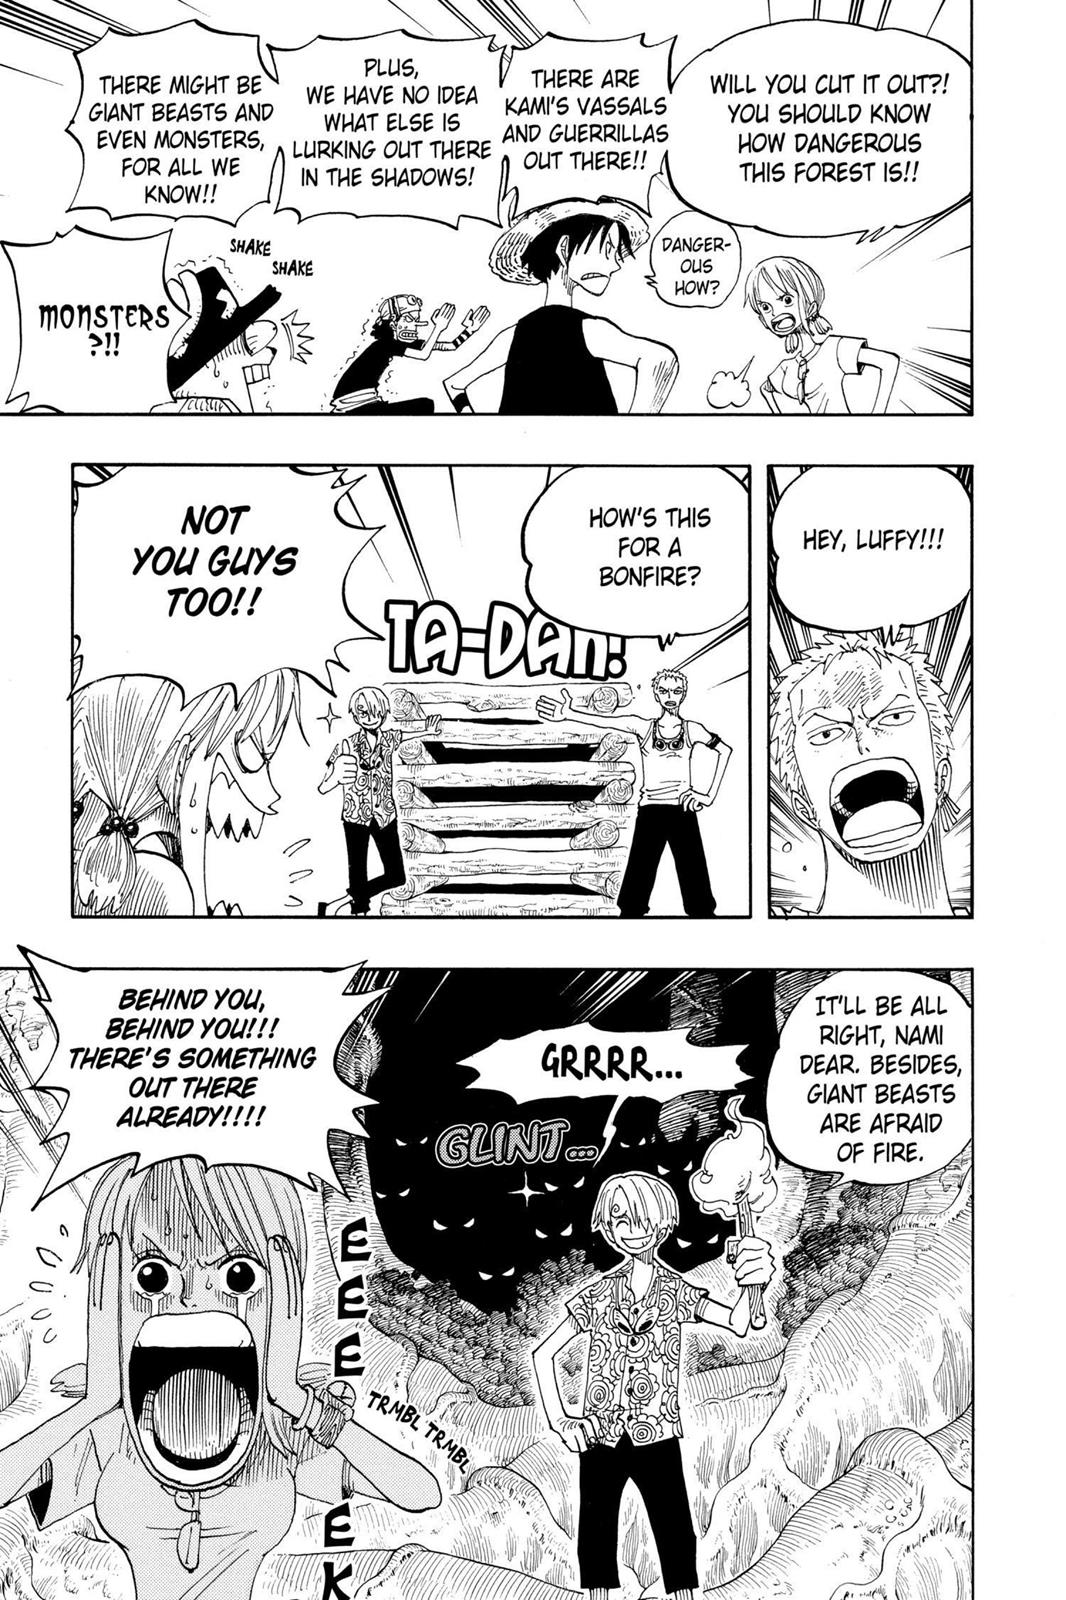 WILL YOU CUT IT OUT?!
YOU SHOULD KNOW
HOW DANGEROUS
THIS FOREST IS!!
DANGER-
OUS
HOW?
THERE ARE
KAMI'S VASSALS
AND GUERRILLAS
OUT THERE!!
PLUS,
WE HAVE NO IDEA
WHAT ELSE IS
LURKING OUT THERE
IN THE SHADOWS!
THERE MIGHT BE
GIANT BEASTS AND
EVEN MONSTERS,
FOR ALL WE
KNOW!!
SHAKE
SHAKE
MONSTERS
?!!
HEY, LUFFY!!!
HOW'S THIS
FOR A
BONFIRE?
TA-DAN!
NOT
YOU GUYS
TOO!!
IT'LL BE ALL
RIGHT, NAMI
DEAR. BESIDES,
GIANT BEASTS
ARE AFRAID
OF FIRE.
GRRRR...
GLINT...
BEHIND YOU,
BEHIND YOU!!!
THERE'S SOMETHING
OUT THERE
ALREADY!!!!
EEEEEK
TRMBL TRMBL